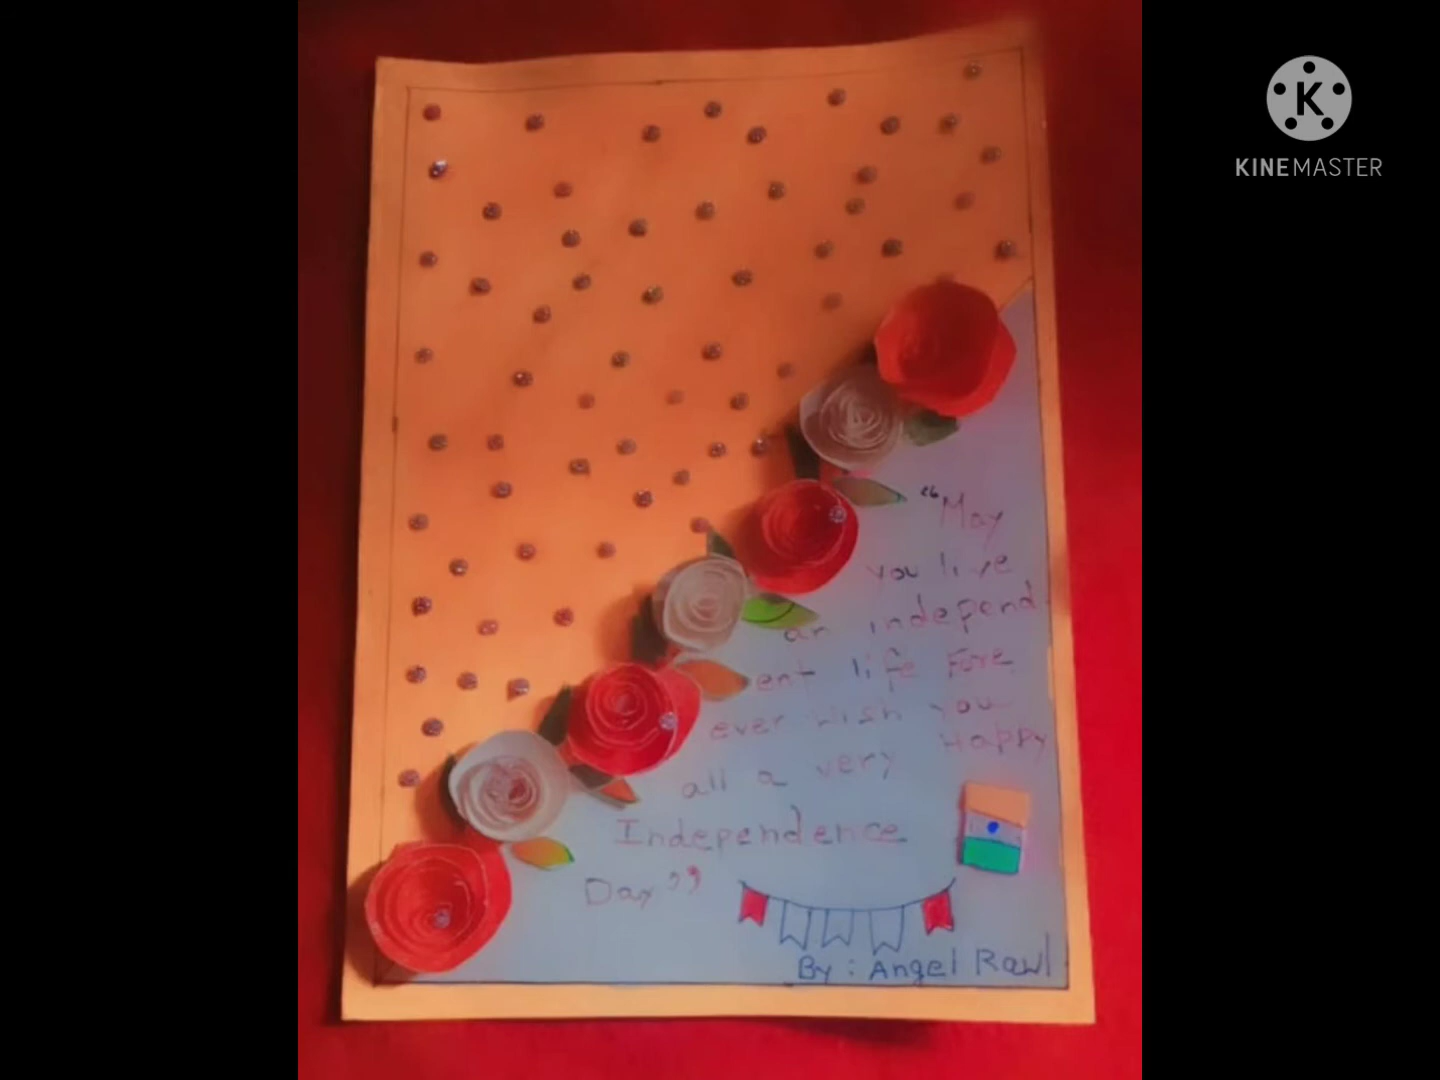 KINEMASTER
“May
you live
an independ
ent life Fore
ever wish you
all a very Happy
Independence
Day”
By : Angel Rawl